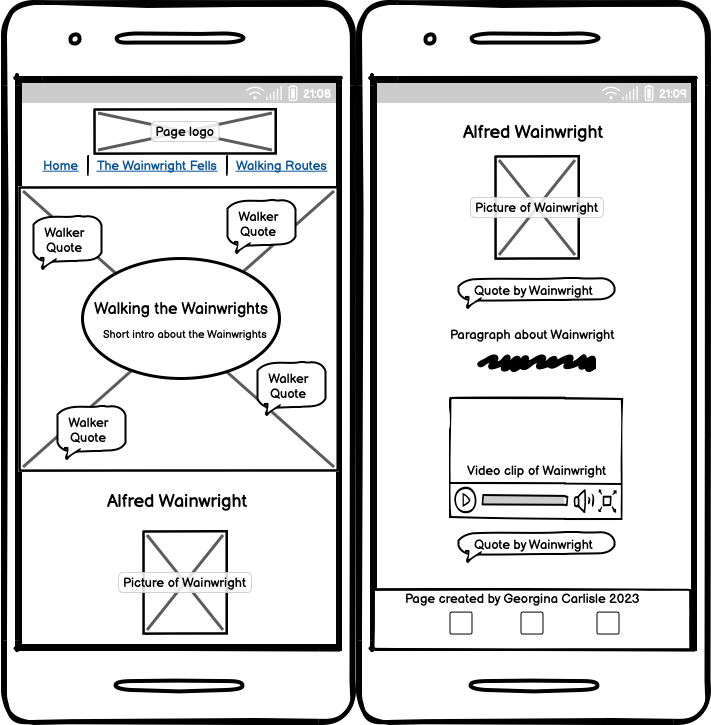 21:08
Page logo
Home The Wainwright Fells Walking Routes
Walker
Quote
Walker
Quote
Walking the Wainwrights
Short intro about the Wainwrights
Walker
Quote
Walker
Quote
Alfred Wainwright
Picture of Wainwright
21:09
Alfred Wainwright
Picture of Wainwright
Quote by Wainwright
Paragraph about Wainwright
Video clip of Wainwright
Quote by Wainwright
Page created by Georgina Carlisle 2023